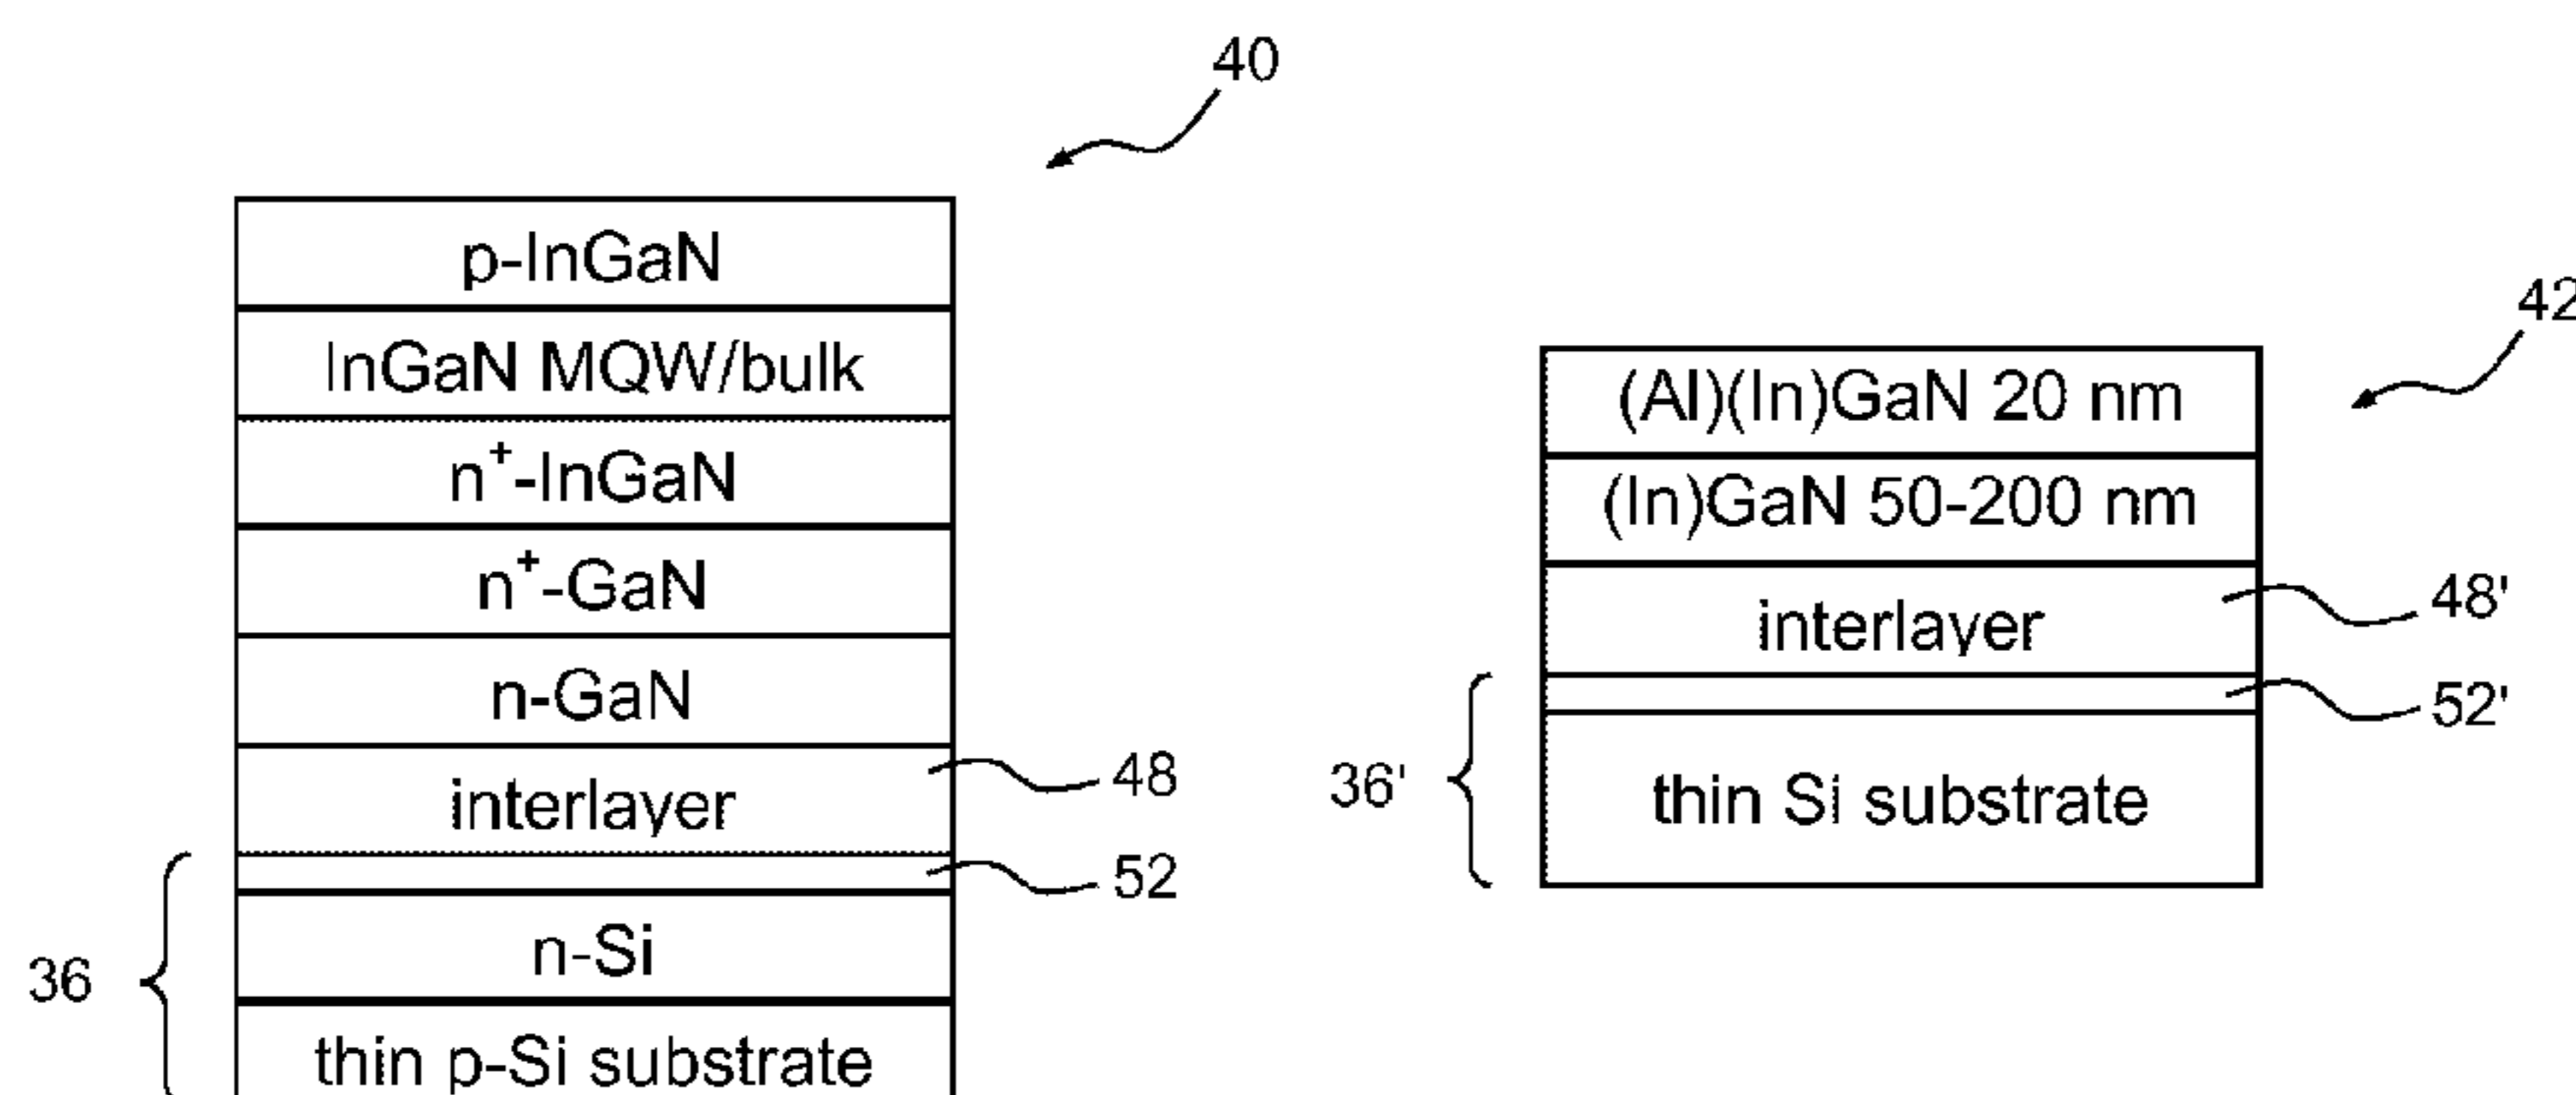 40
p-InGaN
InGaN MQW/bulk
n⁺-InGaN
n⁺-GaN
n-GaN
interlayer
48
52
36
n-Si
thin p-Si substrate
42
(Al)(In)GaN 20 nm
(In)GaN 50-200 nm
interlayer
48'
52'
36'
thin Si substrate